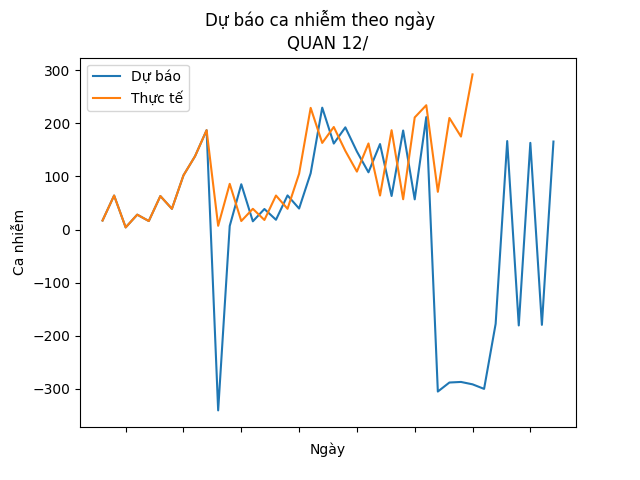 Dự báo ca nhiễm theo ngày
QUAN 12/
Dự báo
Thực tế
300
200
100
0
−100
−200
−300
Ca nhiễm
Ngày